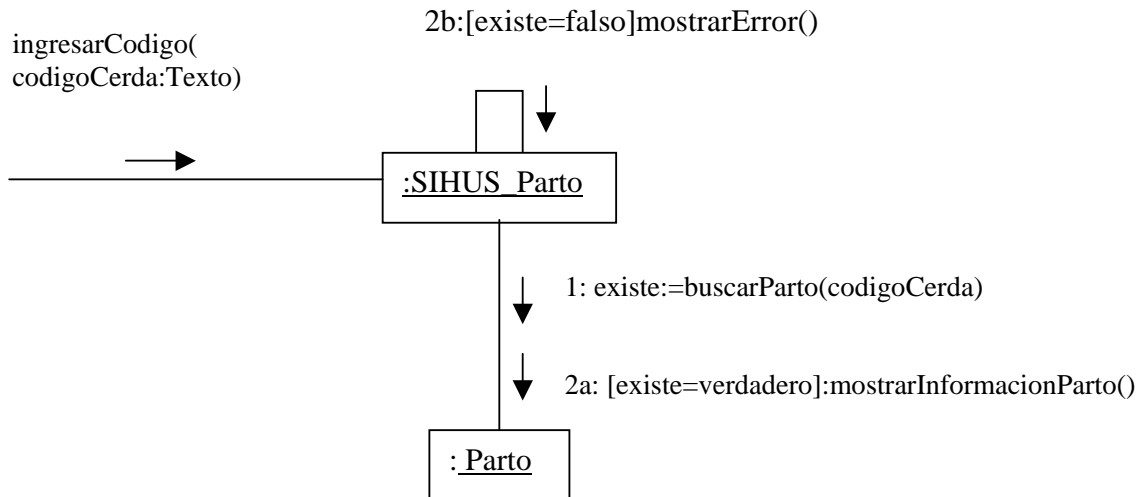 2b:[existe=falso]mostrarError()
ingresarCodigo(
codigoCerda:Texto)
:SIHUS_Parto
1: existe:=buscarParto(codigoCerda)
2a: [existe=verdadero]:mostrarInformacionParto()
: Parto